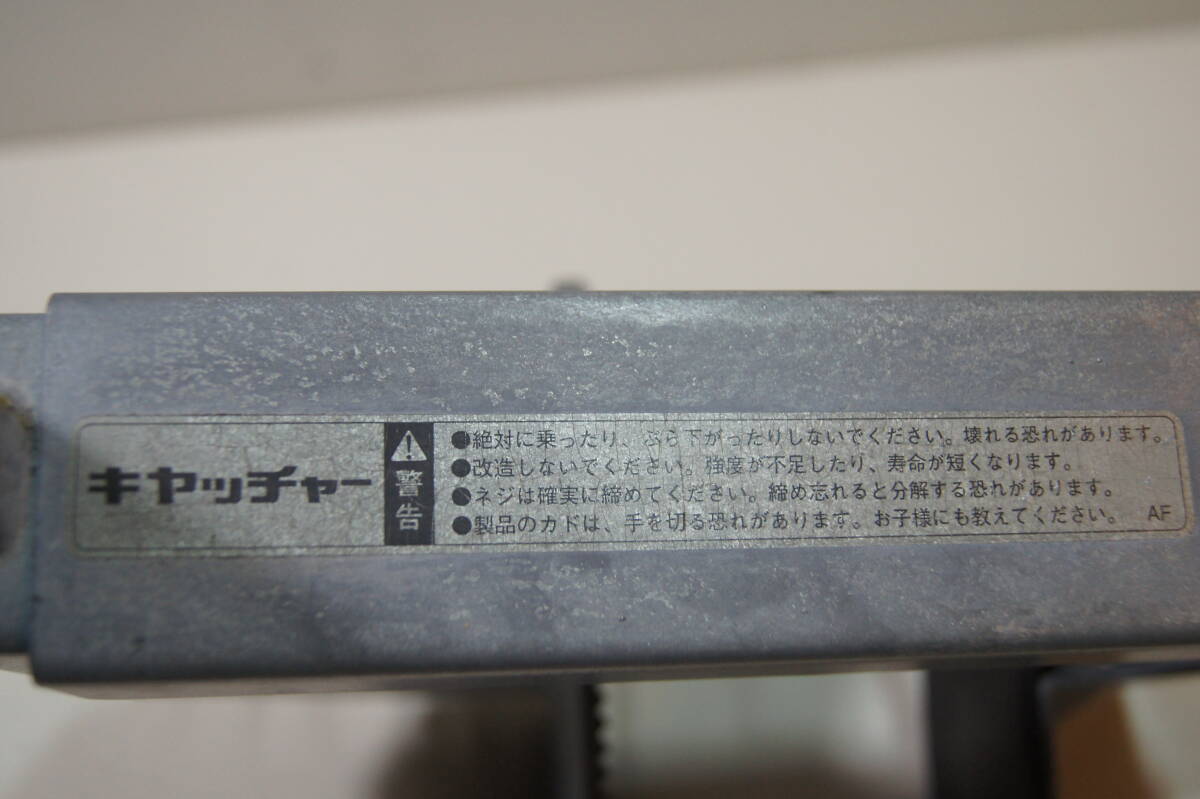 キャッチャー
警告
●絶対に乗ったり、ぶら下がったりしないでください。壊れる恐れがあります。
●改造しないでください。強度が不足したり、寿命が短くなります。
●ネジは確実に締めてください。締め忘れると分解する恐れがあります。
●製品のカドは、手を切る恐れがあります。お子様にも教えてください。
AF